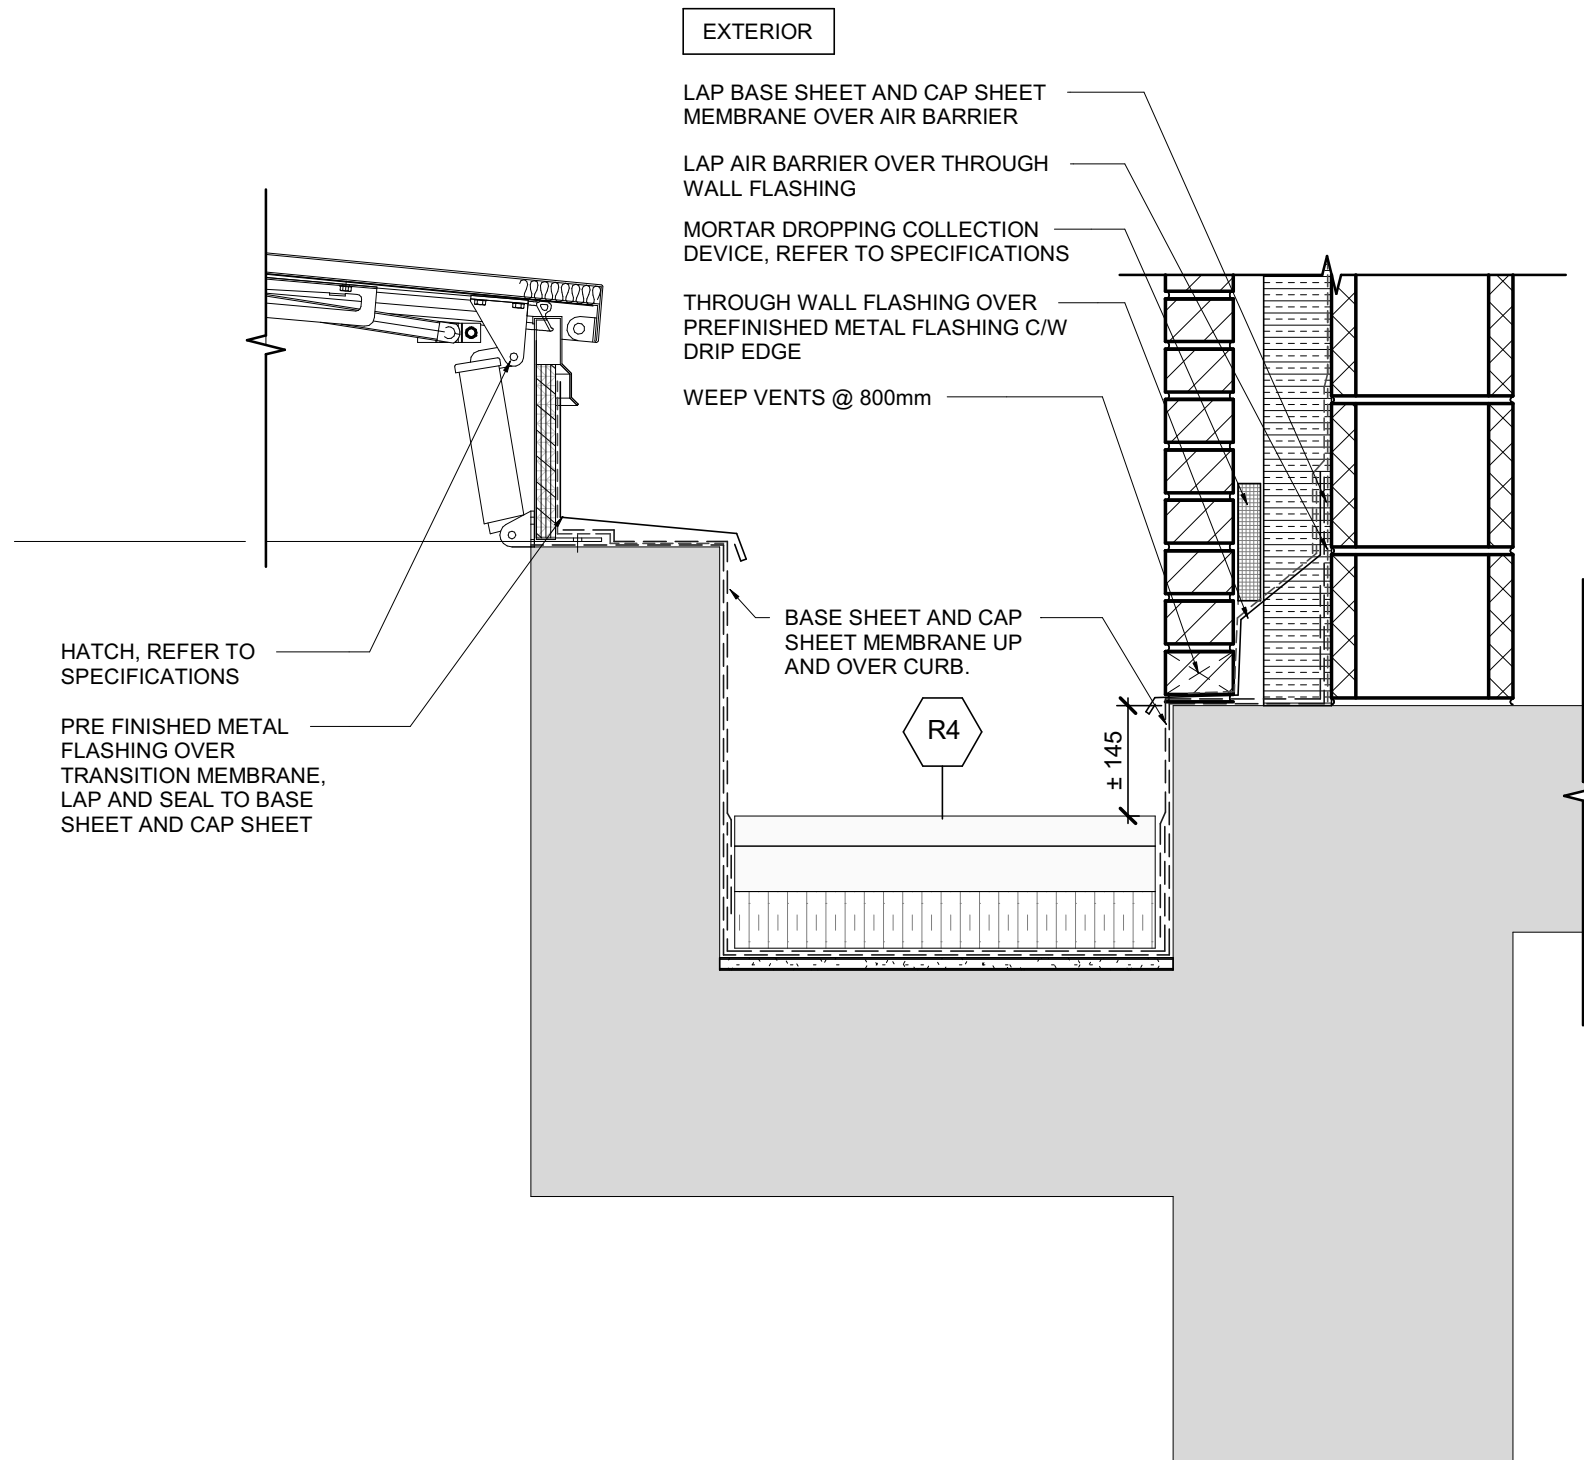 EXTERIOR
LAP BASE SHEET AND CAP SHEET
MEMBRANE OVER AIR BARRIER
LAP AIR BARRIER OVER THROUGH
WALL FLASHING
MORTAR DROPPING COLLECTION
DEVICE, REFER TO SPECIFICATIONS
THROUGH WALL FLASHING OVER
PREFINISHED METAL FLASHING C/W
DRIP EDGE
WEEP VENTS @ 800mm
HATCH, REFER TO
SPECIFICATIONS
PRE FINISHED METAL
FLASHING OVER
TRANSITION MEMBRANE,
LAP AND SEAL TO BASE
SHEET AND CAP SHEET
BASE SHEET AND CAP
SHEET MEMBRANE UP
AND OVER CURB.
R4
± 145